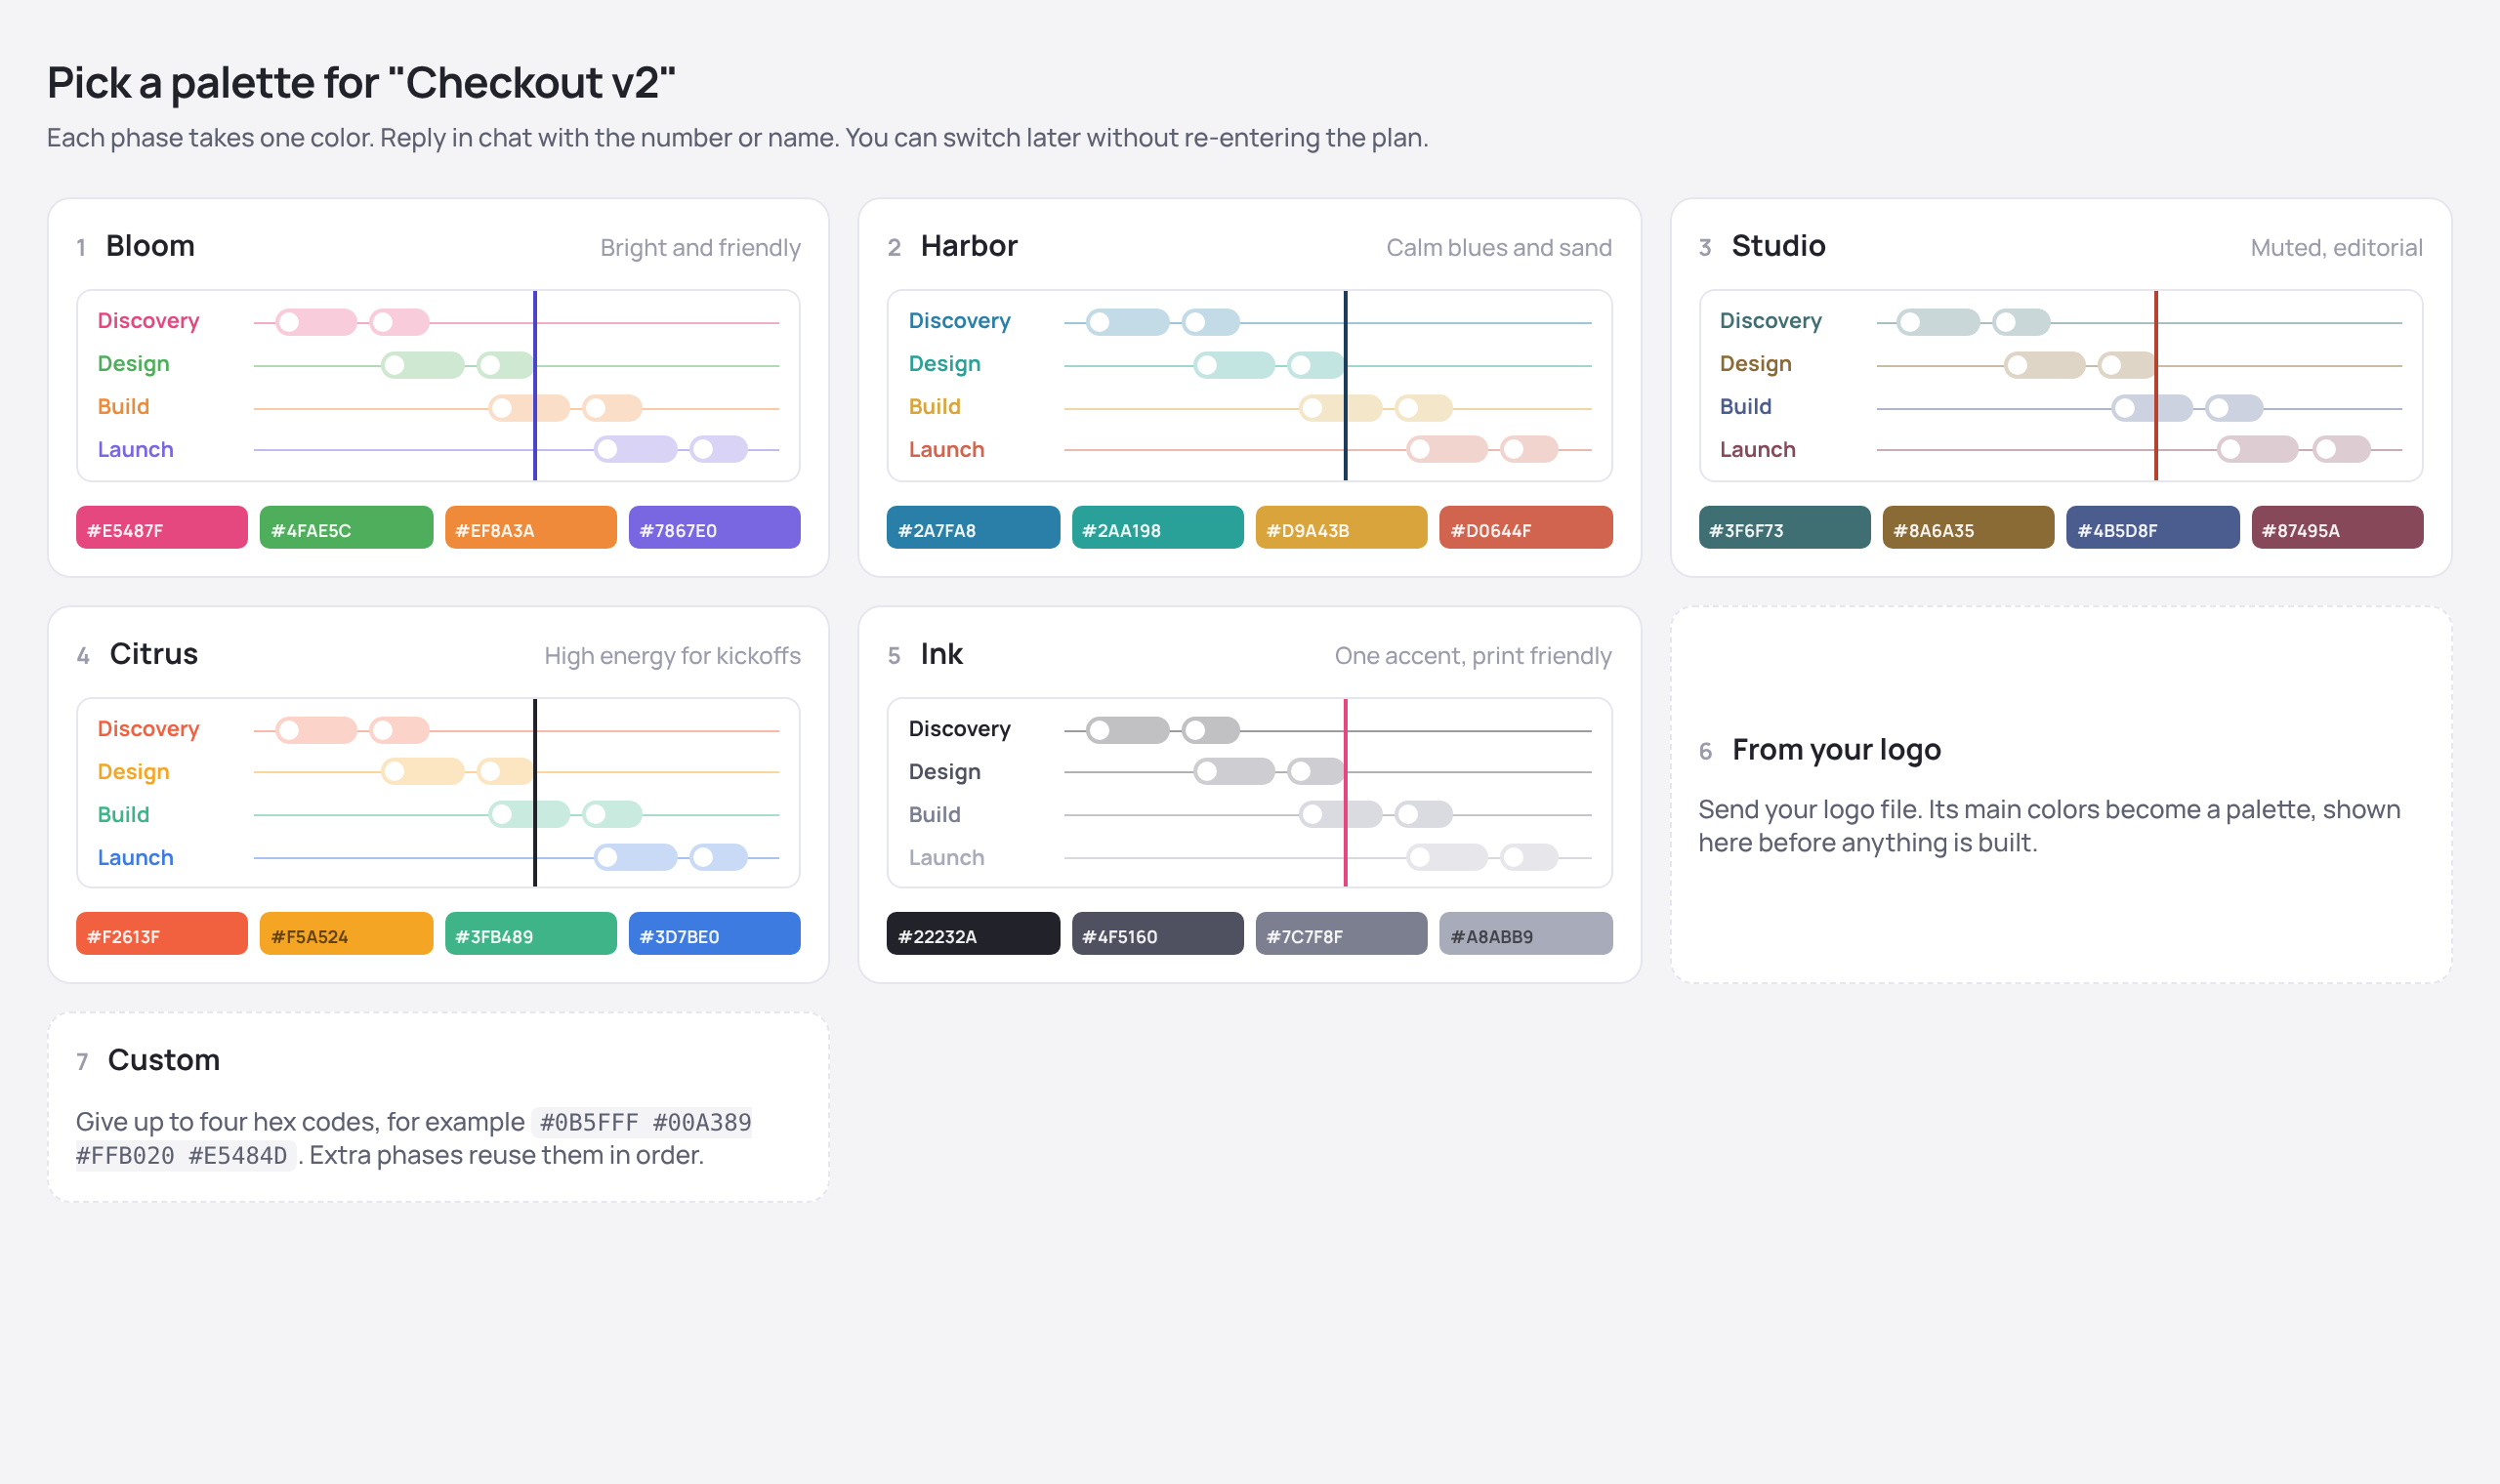 Pick a palette for "Checkout v2"
Each phase takes one color. Reply in chat with the number or name. You can switch later without re-entering the plan.
1 Bloom Bright and friendly
Discovery
Design
Build
Launch
#E5487F #4FAE5C #EF8A3A #7867E0
2 Harbor Calm blues and sand
Discovery
Design
Build
Launch
#2A7FA8 #2AA198 #D9A43B #D0644F
3 Studio Muted, editorial
Discovery
Design
Build
Launch
#3F6F73 #8A6A35 #4B5D8F #87495A
4 Citrus High energy for kickoffs
Discovery
Design
Build
Launch
#F2613F #F5A524 #3FB489 #3D7BE0
5 Ink One accent, print friendly
Discovery
Design
Build
Launch
#22232A #4F5160 #7C7F8F #A8ABB9
6 From your logo
Send your logo file. Its main colors become a palette, shown
here before anything is built.
7 Custom
Give up to four hex codes, for example #0B5FFF #00A389
#FFB020 #E5484D . Extra phases reuse them in order.